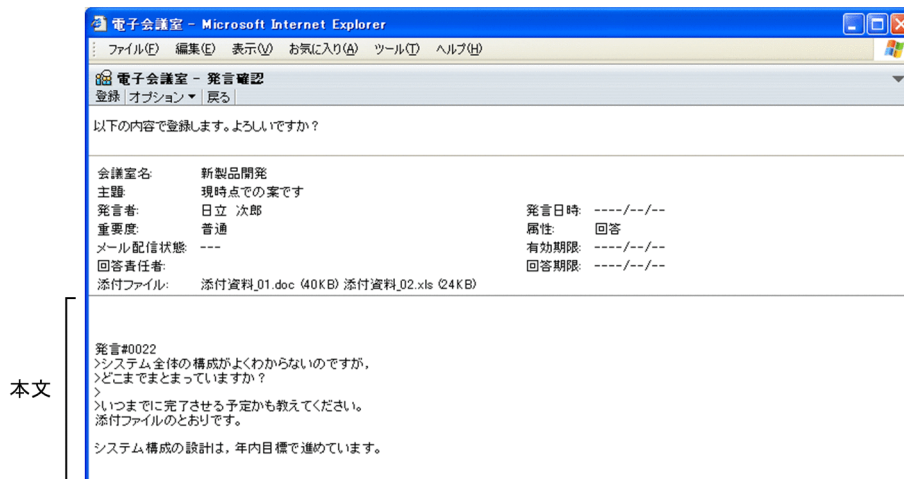 電子会議室 - Microsoft Internet Explorer
ファイル(F) 編集(E) 表示(V) お気に入り(A) ツール(T) ヘルプ(H)
電子会議室 - 発言確認
登録 オプション▼ 戻る
以下の内容で登録します。よろしいですか?
会議室名: 新製品開発
主題: 現時点での案です
発言者: 日立 次郎 発言日時: ----/--/--
重要度: 普通 属性: 回答
メール配信状態: --- 有効期限: ----/--/--
回答責任者: 回答期限: ----/--/--
添付ファイル: 添付資料_01.doc (40KB) 添付資料_02.xls (24KB)
本文
発言#0022
>システム全体の構成がよくわからないのですが,
>どこまでまとまっていますか?
>
>いつまでに完了させる予定かも教えてください。
添付ファイルのとおりです。
システム構成の設計は,年内目標で進めています。